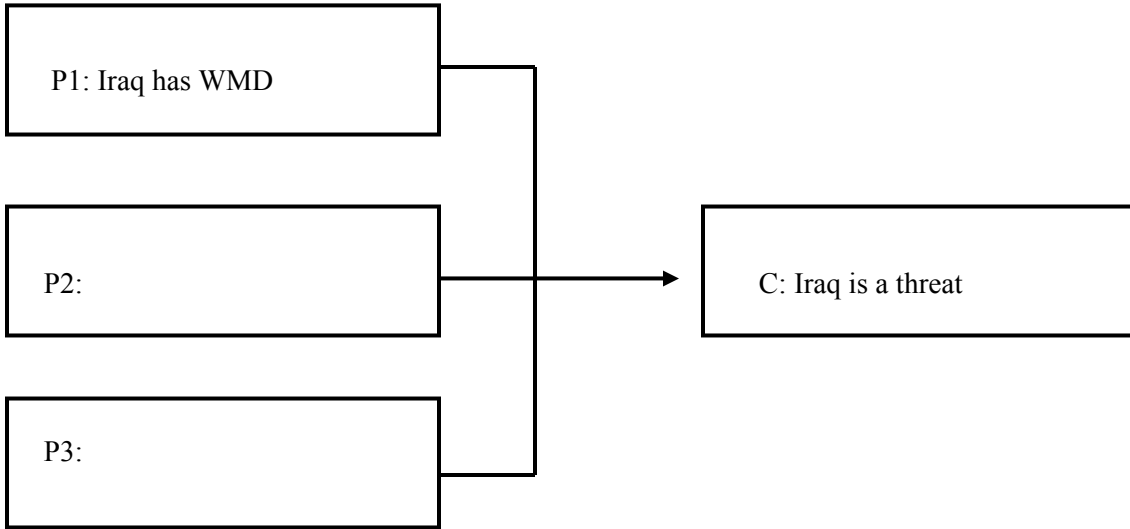 P1: Iraq has WMD
P2:
C: Iraq is a threat
P3: